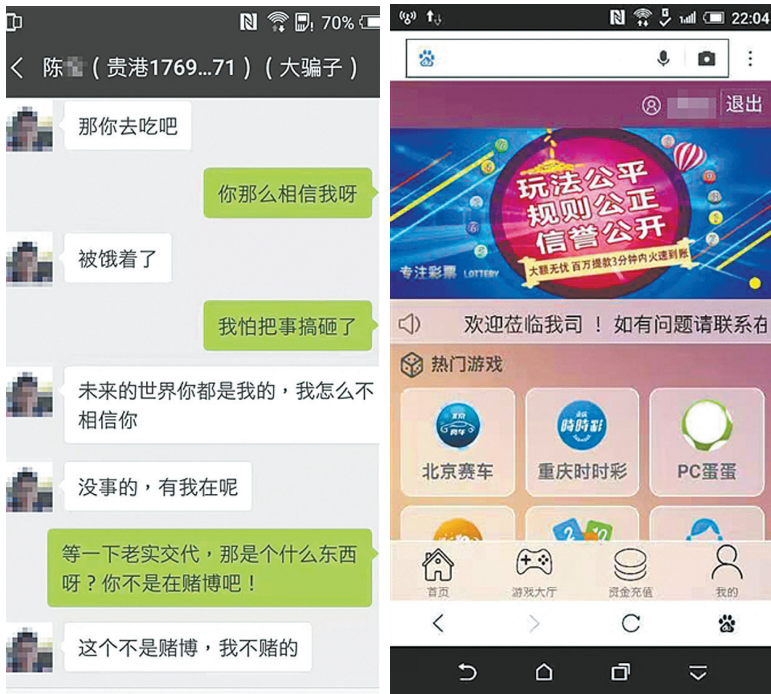 70%
陈 （贵港1769...71）（大骗子）
那你去吃吧
你那么相信我呀
被饿着了
我怕把事搞砸了
未来的世界你都是我的，我怎么不
相信你
没事的，有我在呢
等一下老实交代，那是个什么东西
呀？你不是在赌博吧！
这个不是赌博，我不赌的
22:04
退出
玩法公平
规则公正
信誉公开
大额无忧 百万提款3分钟内火速到账
专注彩票 LOTTERY
欢迎莅临我司 ！ 如有问题请联系在
热门游戏
北京赛车
重庆时时彩
PC蛋蛋
首页
游戏大厅
资金充值
我的